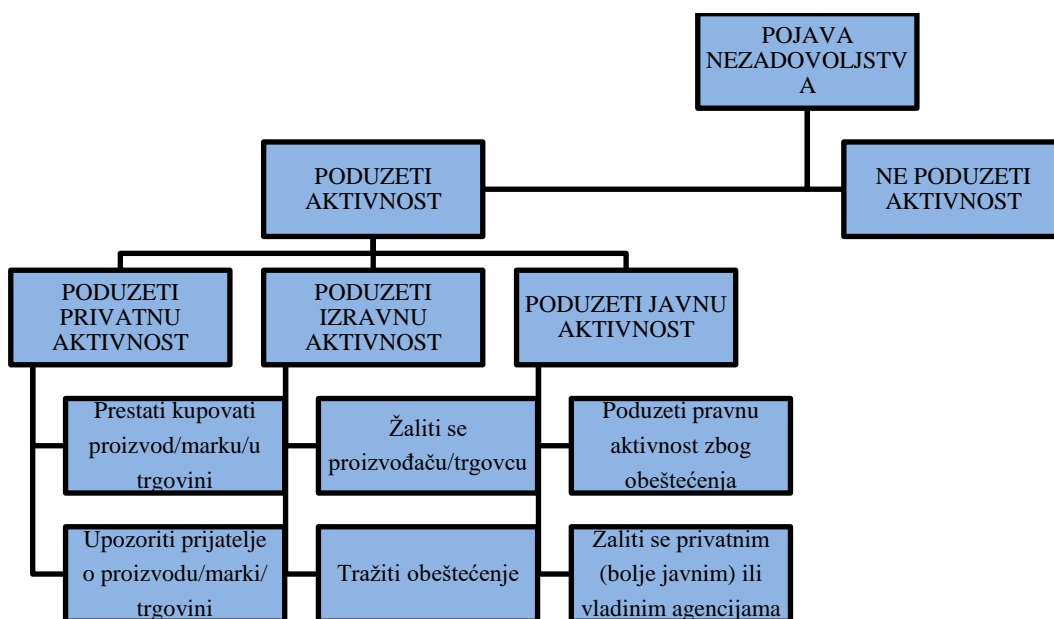 POJAVA
NEZADOVOLJSTV
A
PODUZETI
AKTIVNOST
NE PODUZETI
AKTIVNOST
PODUZETI
PRIVATNU
AKTIVNOST
PODUZETI
IZRAVNU
AKTIVNOST
PODUZETI JAVNU
AKTIVNOST
Prestati kupovati
proizvod/marku/u
trgovini
Žaliti se
proizvođaču/trgovcu
Poduzeti pravnu
aktivnost zbog
obeštećenja
Upozoriti prijatelje
o proizvodu/marki/
trgovini
Tražiti obeštećenje
Žaliti se privatnim
(bolje javnim) ili
vladinim agencijama